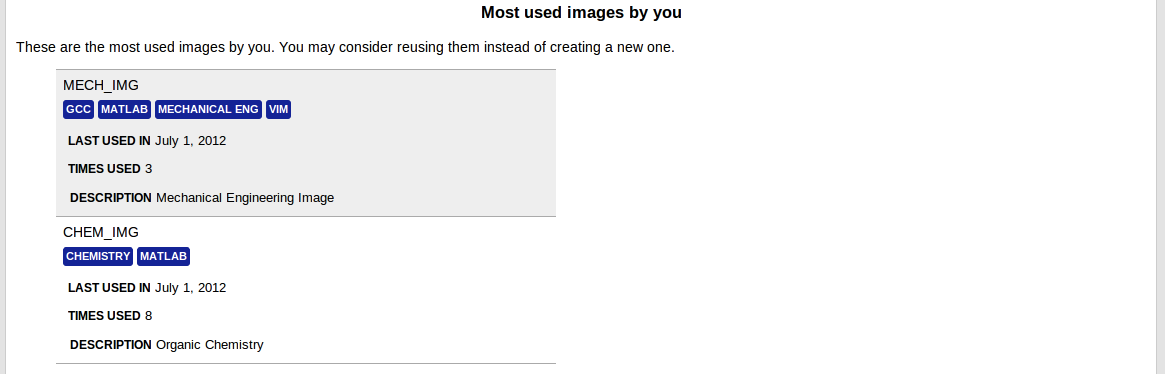 Most used images by you
These are the most used images by you. You may consider reusing them instead of creating a new one.
MECH_IMG
GCC MATLAB MECHANICAL ENG VIM
LAST USED IN July 1, 2012
TIMES USED 3
DESCRIPTION Mechanical Engineering Image
CHEM_IMG
CHEMISTRY MATLAB
LAST USED IN July 1, 2012
TIMES USED 8
DESCRIPTION Organic Chemistry